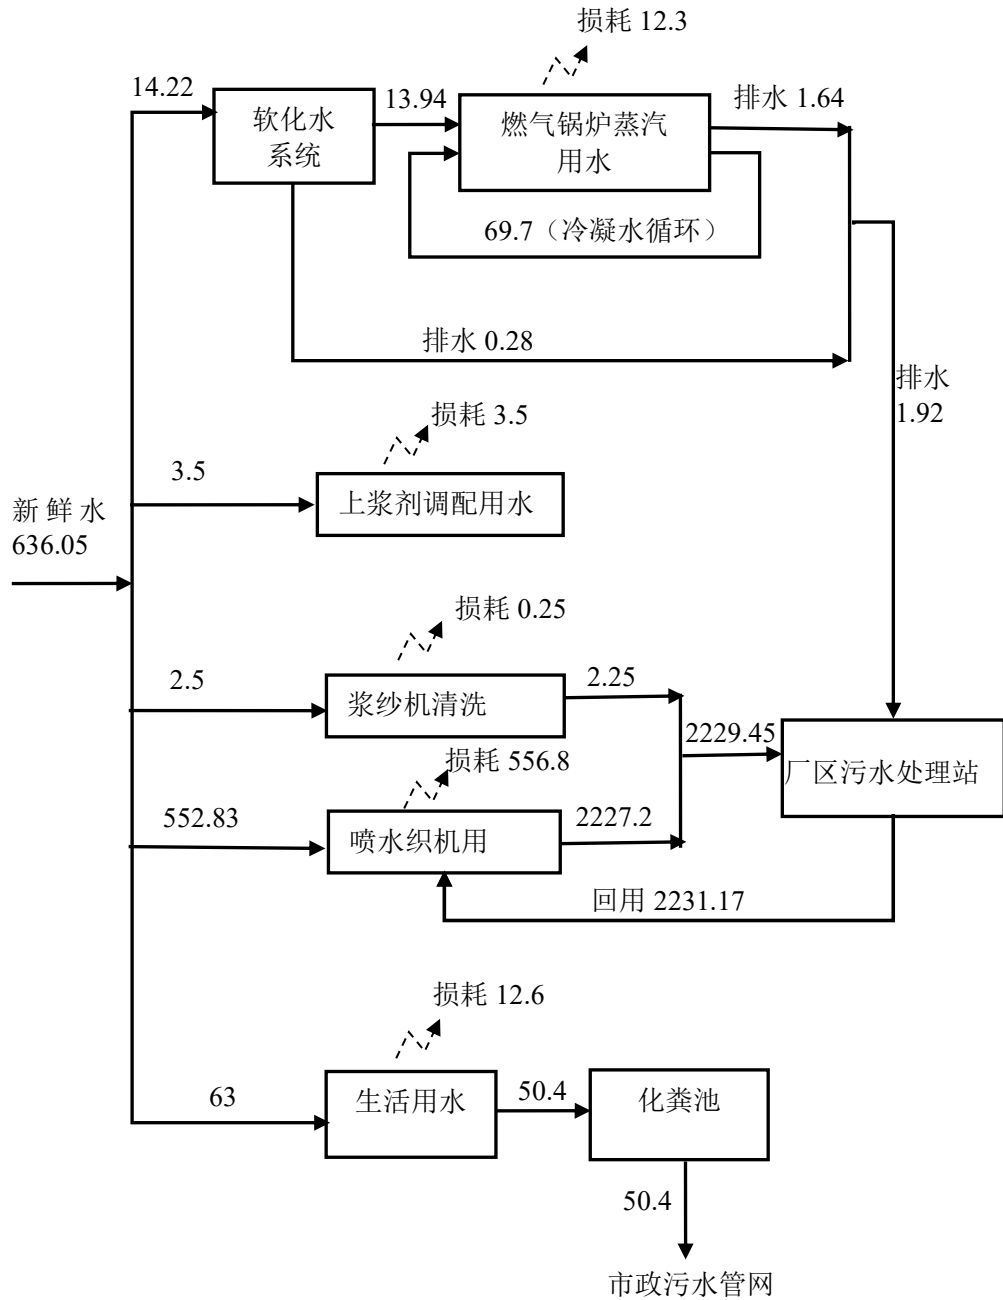 损耗 12.3
14.22
软化水
系统
13.94
燃气锅炉蒸汽
用水
排水 1.64
69.7（冷凝水循环）
排水 0.28
排水
1.92
损耗 3.5
3.5
上浆剂调配用水
新鲜水
636.05
损耗 0.25
2.5
浆纱机清洗
2.25
2229.45
厂区污水处理站
损耗 556.8
552.83
喷水织机用
2227.2
回用 2231.17
损耗 12.6
63
生活用水
50.4
化粪池
50.4
市政污水管网